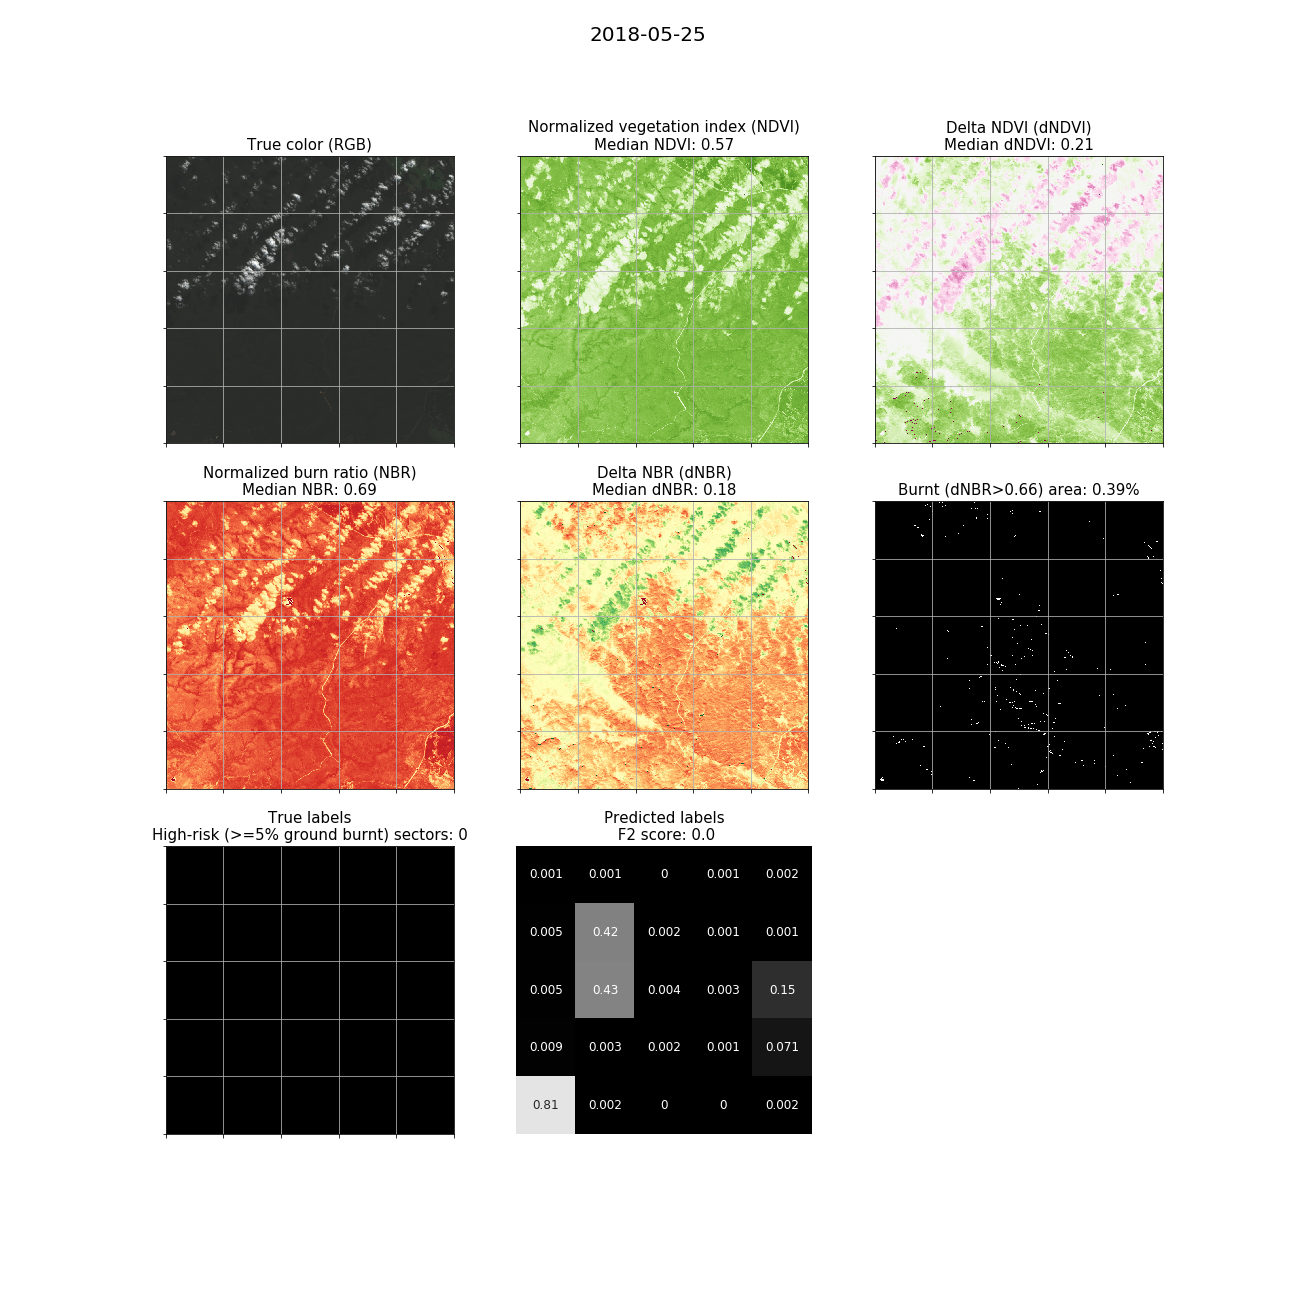 2018-05-25
True color (RGB)
Normalized vegetation index (NDVI)
Median NDVI: 0.57
Delta NDVI (dNDVI)
Median dNDVI: 0.21
Normalized burn ratio (NBR)
Median NBR: 0.69
Delta NBR (dNBR)
Median dNBR: 0.18
Burnt (dNBR>0.66) area: 0.39%
True labels
High-risk (>=5% ground burnt) sectors: 0
Predicted labels
F2 score: 0.0
0.001 0.001 0 0.001 0.002
0.005 0.42 0.002 0.001 0.001
0.005 0.43 0.004 0.003 0.15
0.009 0.003 0.002 0.001 0.071
0.81 0.002 0 0 0.002